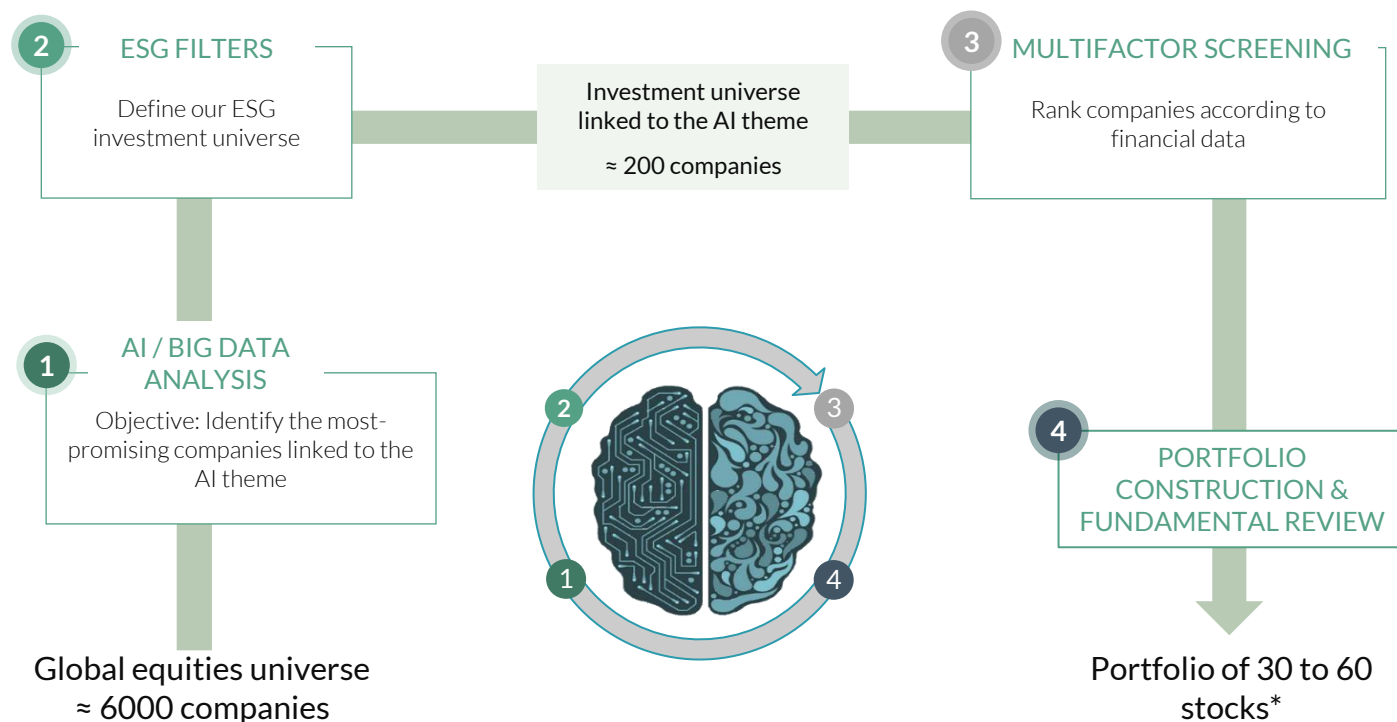 2
ESG FILTERS
Define our ESG
investment universe
Investment universe
linked to the AI theme
≈ 200 companies
3
MULTIFACTOR SCREENING
Rank companies according to
financial data
1
AI / BIG DATA
ANALYSIS
Objective: Identify the most-
promising companies linked to the
AI theme
2
3
1
4
4
PORTFOLIO
CONSTRUCTION &
FUNDAMENTAL REVIEW
Global equities universe
≈ 6000 companies
Portfolio of 30 to 60
stocks*